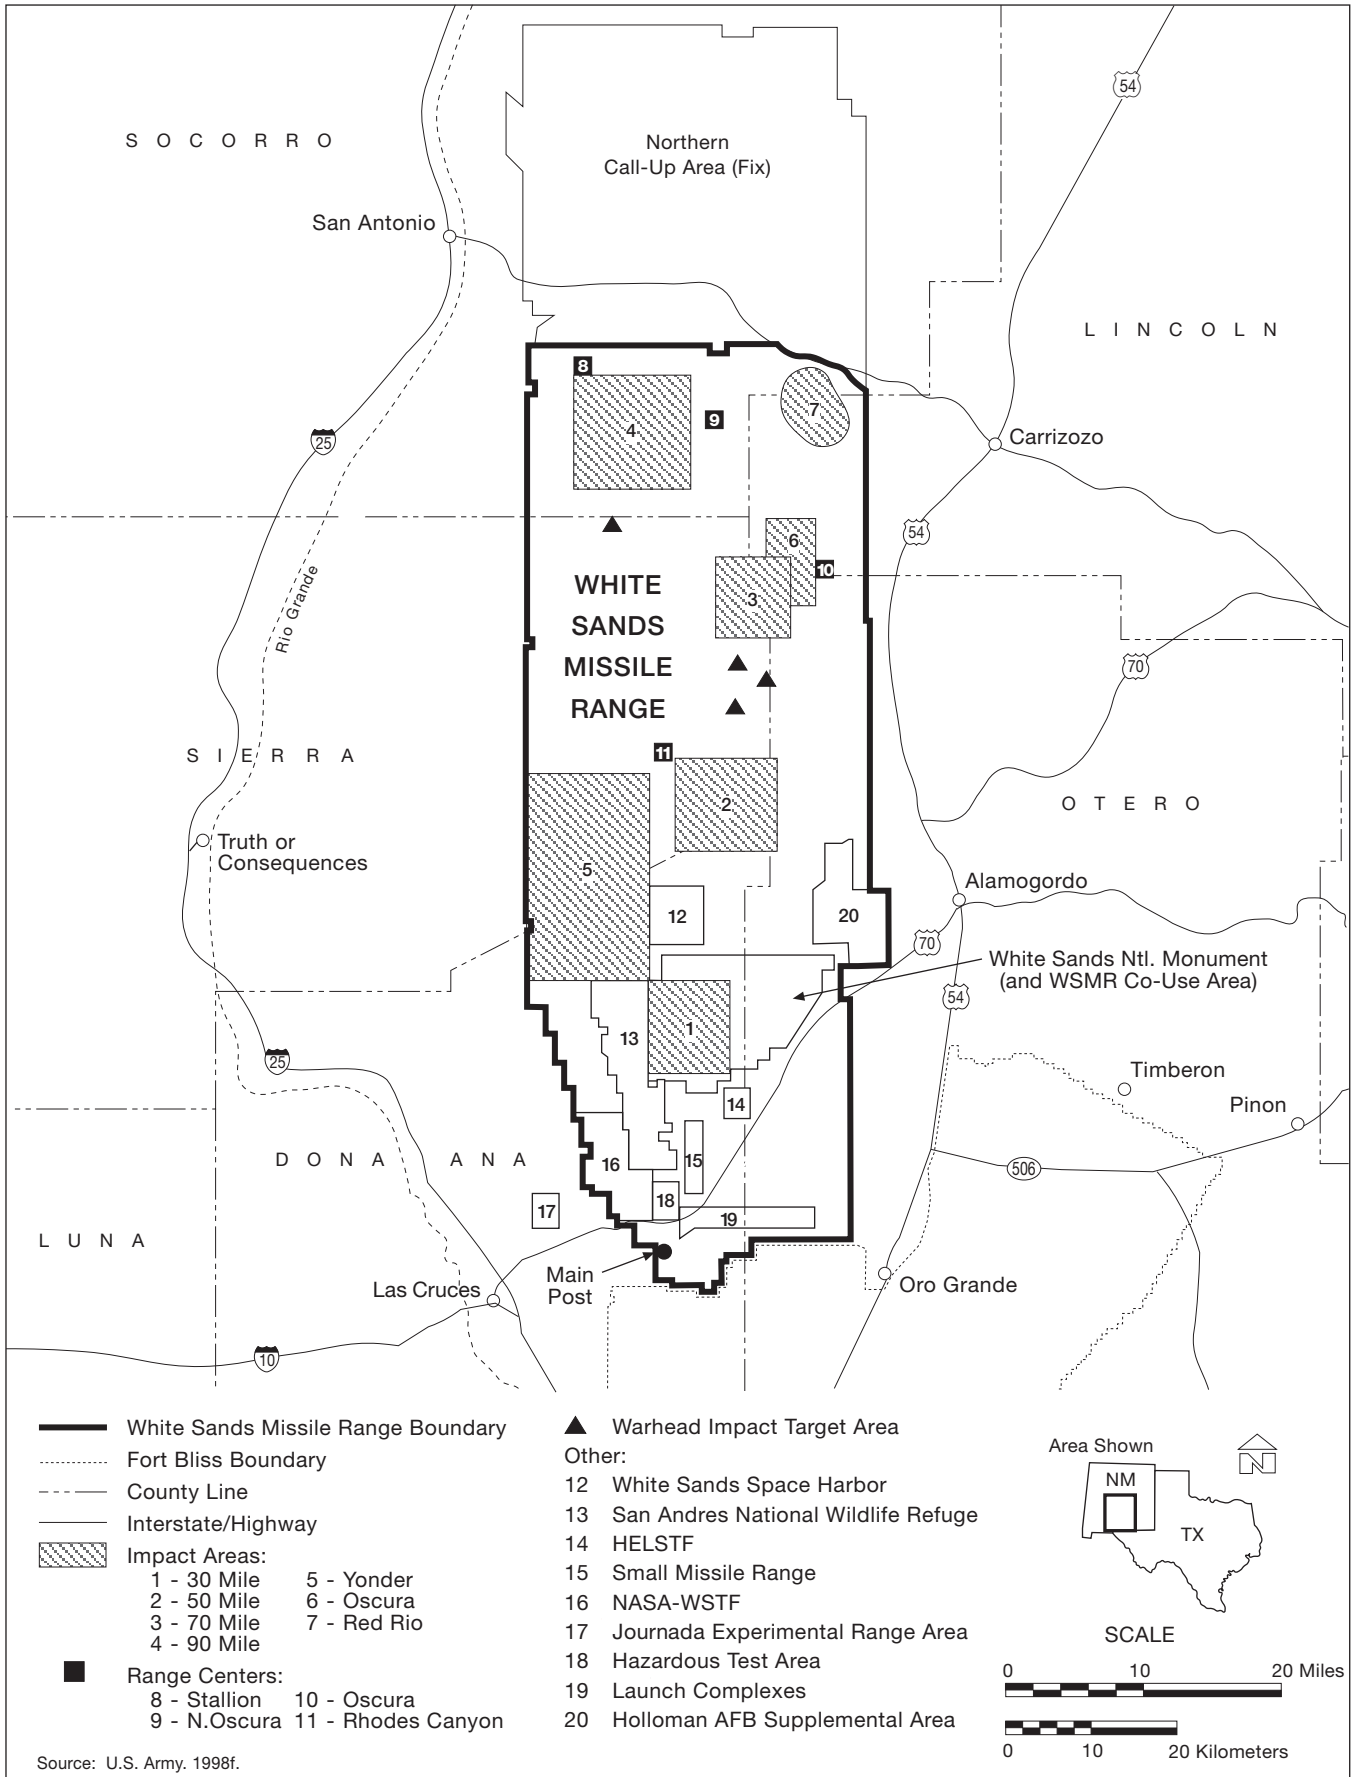 54
SOCORRO
Northern
Call-Up Area (Fix)
San Antonio
LINCOLN
8
7
9
4
25
Carrizozo
54
6
10
WHITE
3
SANDS
Rio Grande
MISSILE
70
RANGE
11
SIERRA
2
OTERO
Truth or
Consequences
5
Alamogordo
12
20
70
White Sands Ntl. Monument
(and WSMR Co-Use Area)
54
1
13
25
Timberon
14
Pinon
DONA ANA
16
15
506
18
17
19
LUNA
Main
Post
Las Cruces
Oro Grande
10
White Sands Missile Range Boundary
Fort Bliss Boundary
County Line
Interstate/Highway
Impact Areas:
1 - 30 Mile 5 - Yonder
2 - 50 Mile 6 - Oscura
3 - 70 Mile 7 - Red Rio
4 - 90 Mile
Range Centers:
8 - Stallion 10 - Oscura
9 - N.Oscura 11 - Rhodes Canyon
Source: U.S. Army. 1998f.
Warhead Impact Target Area
Other:
12 White Sands Space Harbor
13 San Andres National Wildlife Refuge
14 HELSTF
15 Small Missile Range
16 NASA-WSTF
17 Journada Experimental Range Area
18 Hazardous Test Area
19 Launch Complexes
20 Holloman AFB Supplemental Area
Area Shown
N
NM
TX
SCALE
0 10 20 Miles
0 10 20 Kilometers